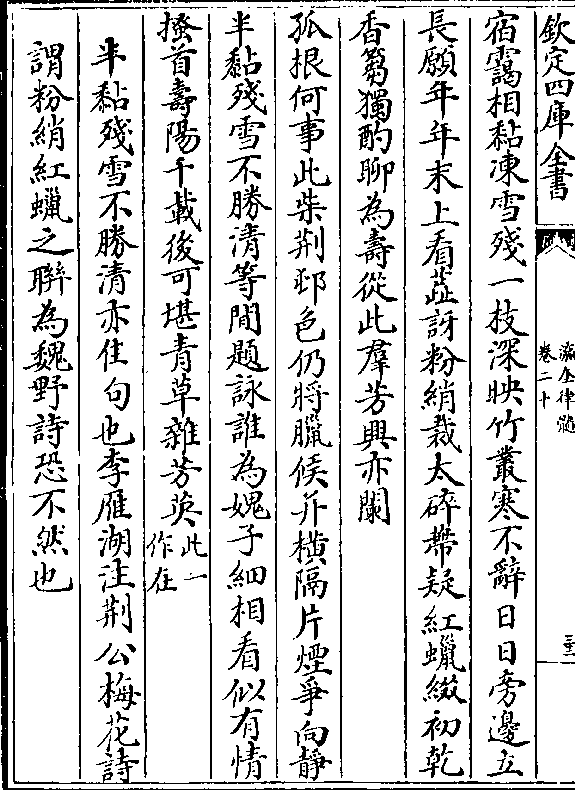 欽定四庫全書
瀛奎律髓
卷二十
宿靄相黏凍雪殘一枝深映竹叢寒不辭日日旁邊立
長願年年末上看蕋訝粉綃裁太碎蔕疑紅蠟綴初乾
香蒭獨酌聊為壽從此羣芳興亦闌
孤根何事此柴荆邨色仍將臘候并横隔片煙爭向靜
半黏殘雪不勝清等閒題詠誰為媿子細相看似有情
搔首壽陽千載後可堪青草雜芳英此一作在
半黏殘雪不勝清亦佳句也李雁湖注荆公梅花詩
謂粉綃紅蠟之聯為魏野詩恐不然也